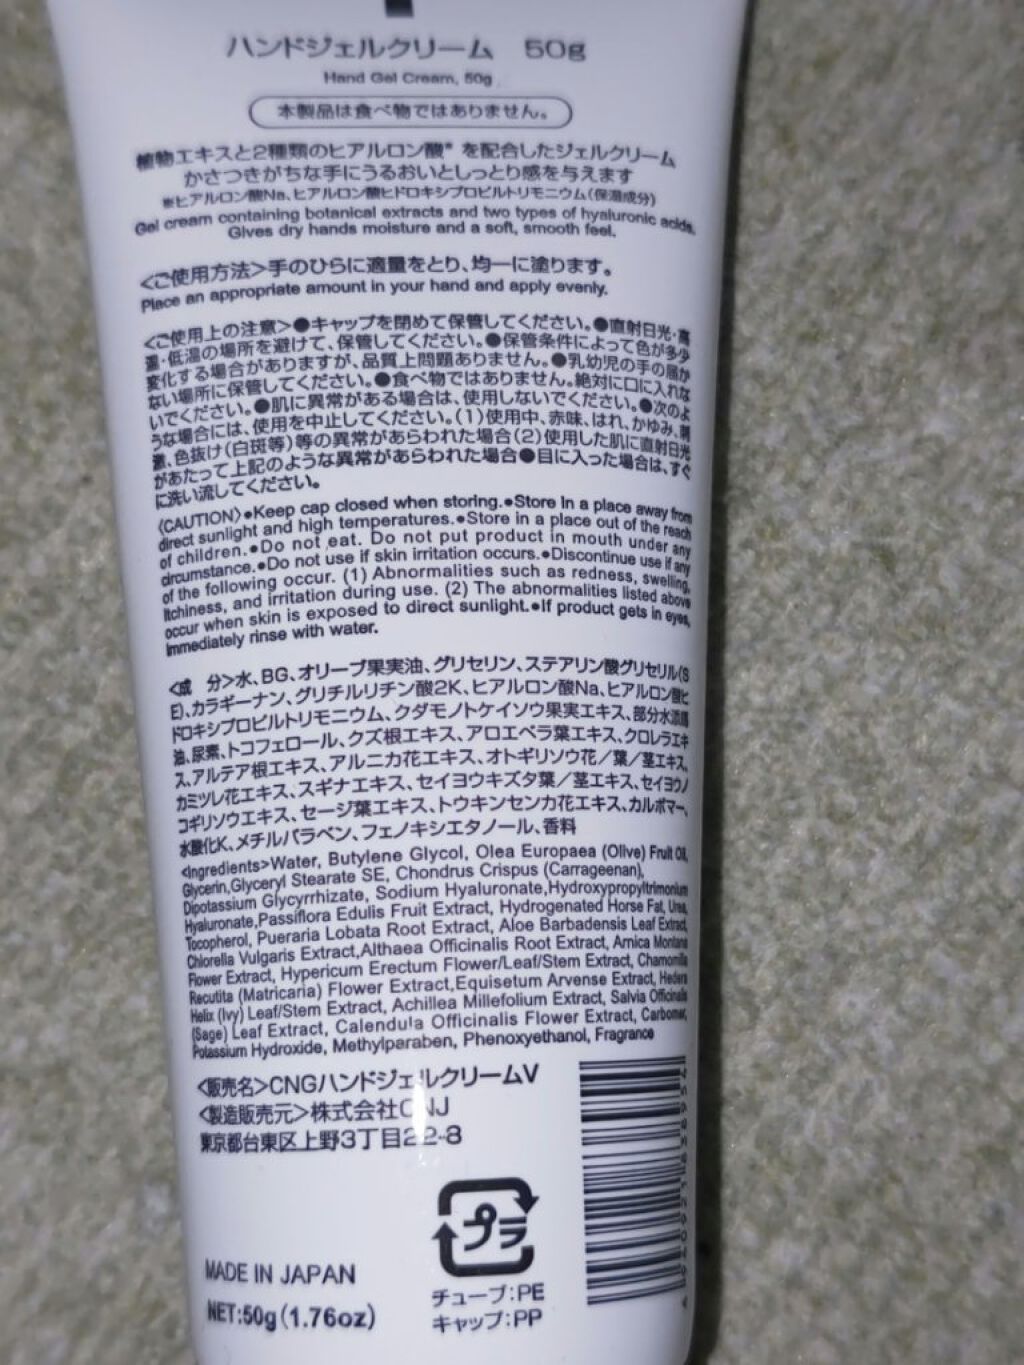 ハンドジェルクリーム 50g
Hand Gel Cream, 50g
本製品は食べ物ではありません。
植物エキスと2種類のヒアルロン酸※を配合したジェルクリーム
かさつきがちな手にうるおいとしっとり感を与えます
※ヒアルロン酸Na、ヒアルロン酸ヒドロキシプロピルトリモニウム(保湿成分)
Gel cream containing botanical extracts and two types of hyaluronic acids.
Gives dry hands moisture and a soft, smooth feel.
<ご使用方法>手のひらに適量をとり、均一に塗ります。
Place an appropriate amount in your hand and apply evenly.
<ご使用上の注意>●キャップを閉めて保管してください。●直射日光・高
温・低温の場所を避けて、保管してください。●保管条件によって色が多少
変化する場合がありますが、品質上問題ありません。●乳幼児の手の届か
ない場所に保管してください。●食べ物ではありません。絶対に口に入れな
いでください。●肌に異常がある場合は、使用しないでください。●次のよ
うな場合には、使用を中止してください。(1)使用中、赤味、はれ、かゆみ、刺
激、色抜け(白斑等)等の異常があらわれた場合(2)使用した肌に直射日光
があたって上記のような異常があらわれた場合●目に入った場合は、すぐ
に洗い流してください。
〈CAUTION〉●Keep cap closed when storing.●Store in a place away from
direct sunlight and high temperatures.●Store in a place out of the reach
of children.●Do not eat. Do not put product in mouth under any
circumstance.●Do not use if skin irritation occurs.●Discontinue use if any
of the following occur. (1) Abnormalities such as redness, swelling,
itchiness, and irritation during use. (2) The abnormalities listed above
occur when skin is exposed to direct sunlight.●If product gets in eyes,
immediately rinse with water.
<成 分>水、BG、オリーブ果実油、グリセリン、ステアリン酸グリセリル(S
E)、カラギーナン、グリチルリチン酸2K、ヒアルロン酸Na、ヒアルロン酸ヒ
ドロキシプロピルトリモニウム、クダモノトケイソウ果実エキス、部分水添馬
油、尿素、トコフェロール、クズ根エキス、アロエベラ葉エキス、クロレラエキ
ス、アルテア根エキス、アルニカ花エキス、オトギリソウ花/葉/茎エキス、
カミツレ花エキス、スギナエキス、セイヨウキズタ葉/茎エキス、セイヨウノ
コギリソウエキス、セージ葉エキス、トウキンセンカ花エキス、カルボマー、
水酸化K、メチルパラベン、フェノキシエタノール、香料
<Ingredients>Water, Butylene Glycol, Olea Europaea (Olive) Fruit Oil,
Glycerin,Glyceryl Stearate SE, Chondrus Crispus (Carrageenan),
Dipotassium Glycyrrhizate, Sodium Hyaluronate,Hydroxypropyltrimonium
Hyaluronate,Passiflora Edulis Fruit Extract, Hydrogenated Horse Fat, Urea,
Tocopherol, Pueraria Lobata Root Extract, Aloe Barbadensis Leaf Extract,
Chlorella Vulgaris Extract,Althaea Officinalis Root Extract, Arnica Montana
Flower Extract, Hypericum Erectum Flower/Leaf/Stem Extract, Chamomilla
Recutita (Matricaria) Flower Extract,Equisetum Arvense Extract, Hedera
Helix (Ivy) Leaf/Stem Extract, Achillea Millefolium Extract, Salvia Officinalis
(Sage) Leaf Extract, Calendula Officinalis Flower Extract, Carbomer,
Potassium Hydroxide, Methylparaben, Phenoxyethanol, Fragrance
<販売名>CNGハンドジェルクリームV
<製造販売元>株式会社CNJ
東京都台東区上野3丁目22-8
プラ
MADE IN JAPAN
NET:50g(1.76oz)
チューブ:PE
キャップ:PP